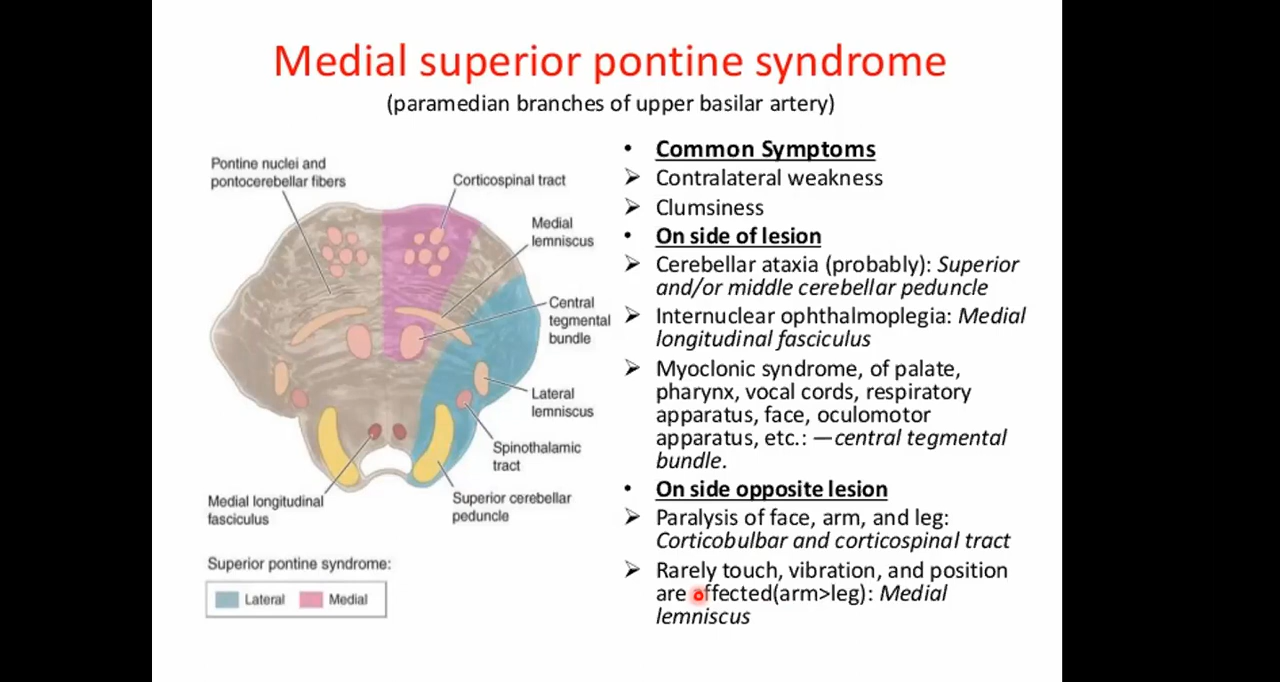 Medial superior pontine syndrome
(paramedian branches of upper basilar artery)
Pontine nuclei and
pontocerebellar fibers
Corticospinal tract
Medial
lemniscus
Central
tegmental
bundle
Lateral
lemniscus
Spinothalamic
tract
Medial longitudinal
fasciculus
Superior cerebellar
peduncle
Superior pontine syndrome:
Lateral
Medial
• Common Symptoms
➢ Contralateral weakness
➢ Clumsiness
• On side of lesion
➢ Cerebellar ataxia (probably): Superior
and/or middle cerebellar peduncle
➢ Internuclear ophthalmoplegia: Medial
longitudinal fasciculus
➢ Myoclonic syndrome, of palate,
pharynx, vocal cords, respiratory
apparatus, face, oculomotor
apparatus, etc.: —central tegmental
bundle.
• On side opposite lesion
➢ Paralysis of face, arm, and leg:
Corticobulbar and corticospinal tract
➢ Rarely touch, vibration, and position
are affected(arm>leg): Medial
lemniscus